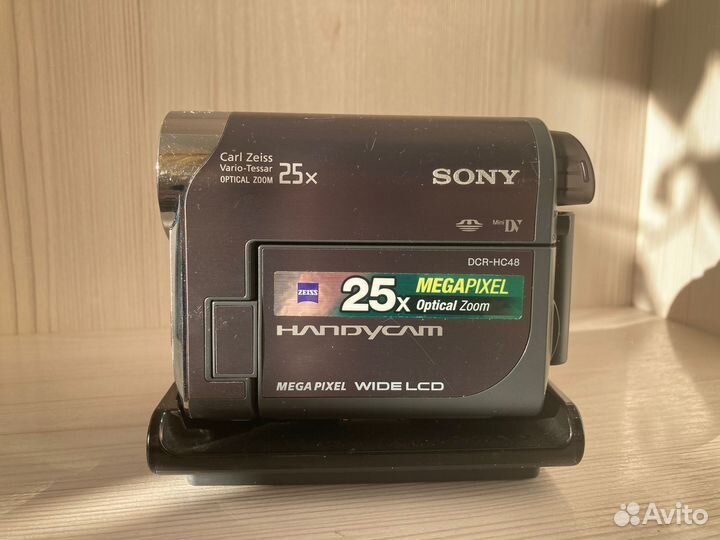 Carl Zeiss
Vario-Tessar
OPTICAL ZOOM 25x
SONY
Mini DV
DCR-HC48
ZEISS
25x MEGAPIXEL
Optical Zoom
HANDYCAM
MEGA PIXEL WIDE LCD
Avito